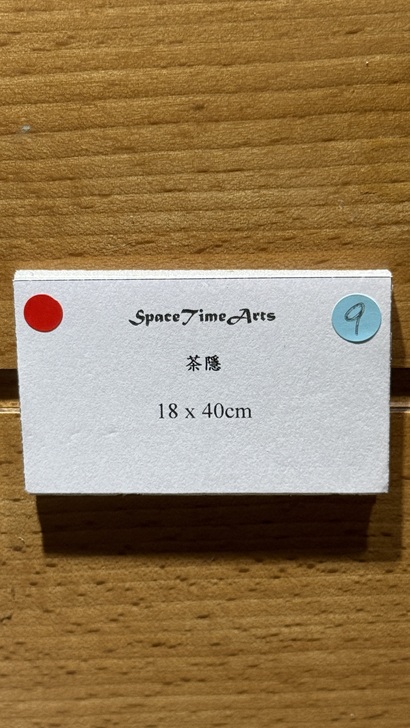 SpaceTimeArts
9
茶隱
18 x 40cm